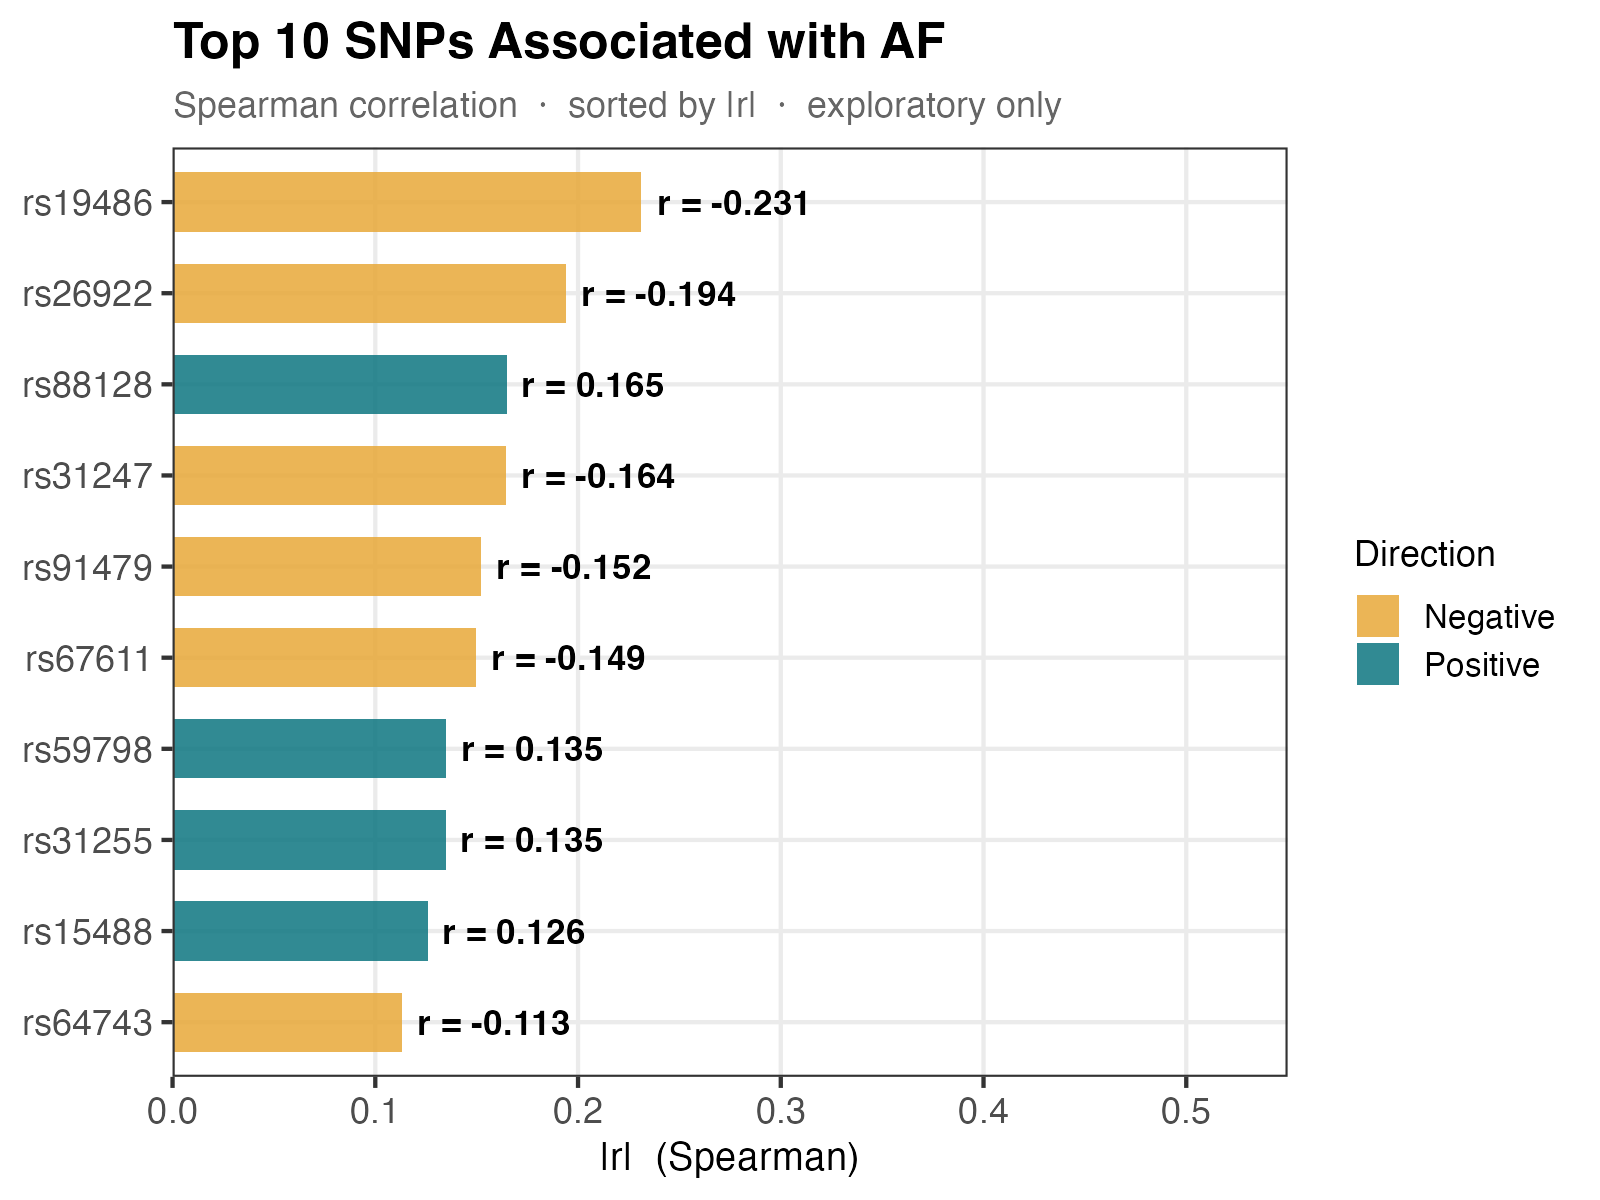 Top 10 SNPs Associated with AF
Spearman correlation · sorted by |r| · exploratory only
rs19486 r = -0.231
rs26922 r = -0.194
rs88128 r = 0.165
rs31247 r = -0.164
rs91479 r = -0.152
rs67611 r = -0.149
rs59798 r = 0.135
rs31255 r = 0.135
rs15488 r = 0.126
rs64743 r = -0.113
0.0 0.1 0.2 0.3 0.4 0.5
|r| (Spearman)
Direction
Negative
Positive